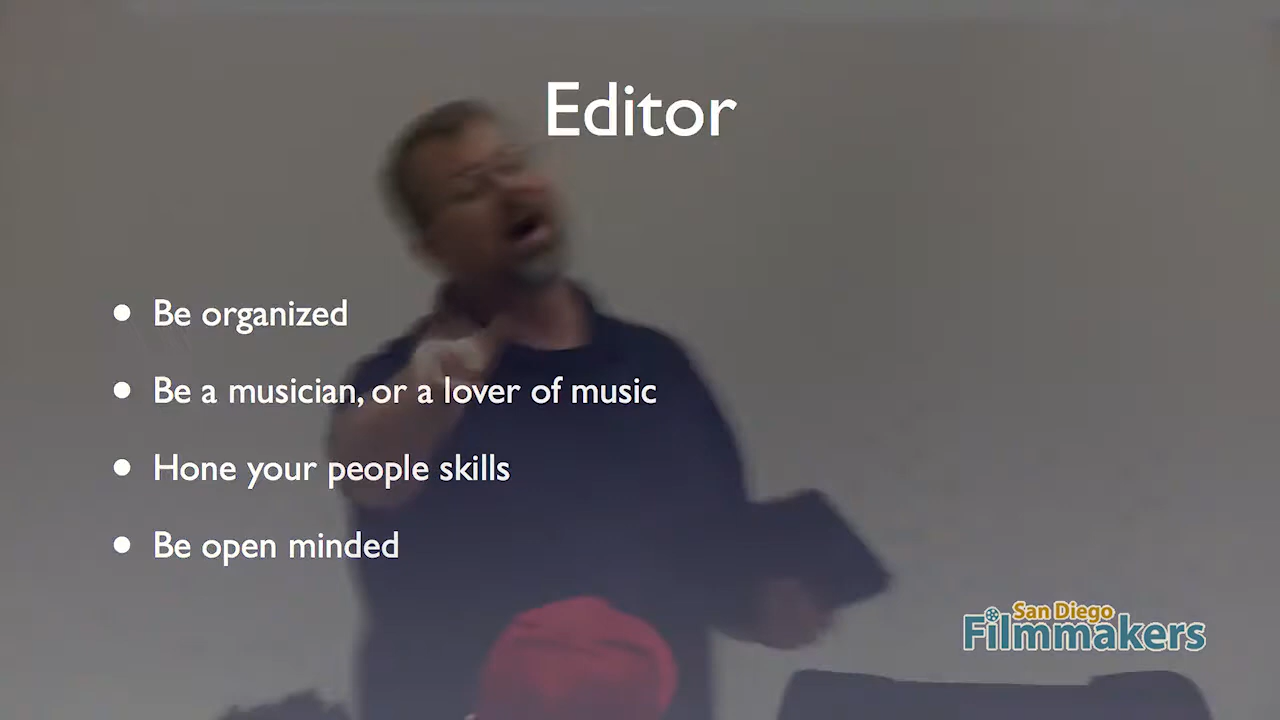 Editor
• Be organized
• Be a musician, or a lover of music
• Hone your people skills
• Be open minded
San Diego
Filmmakers